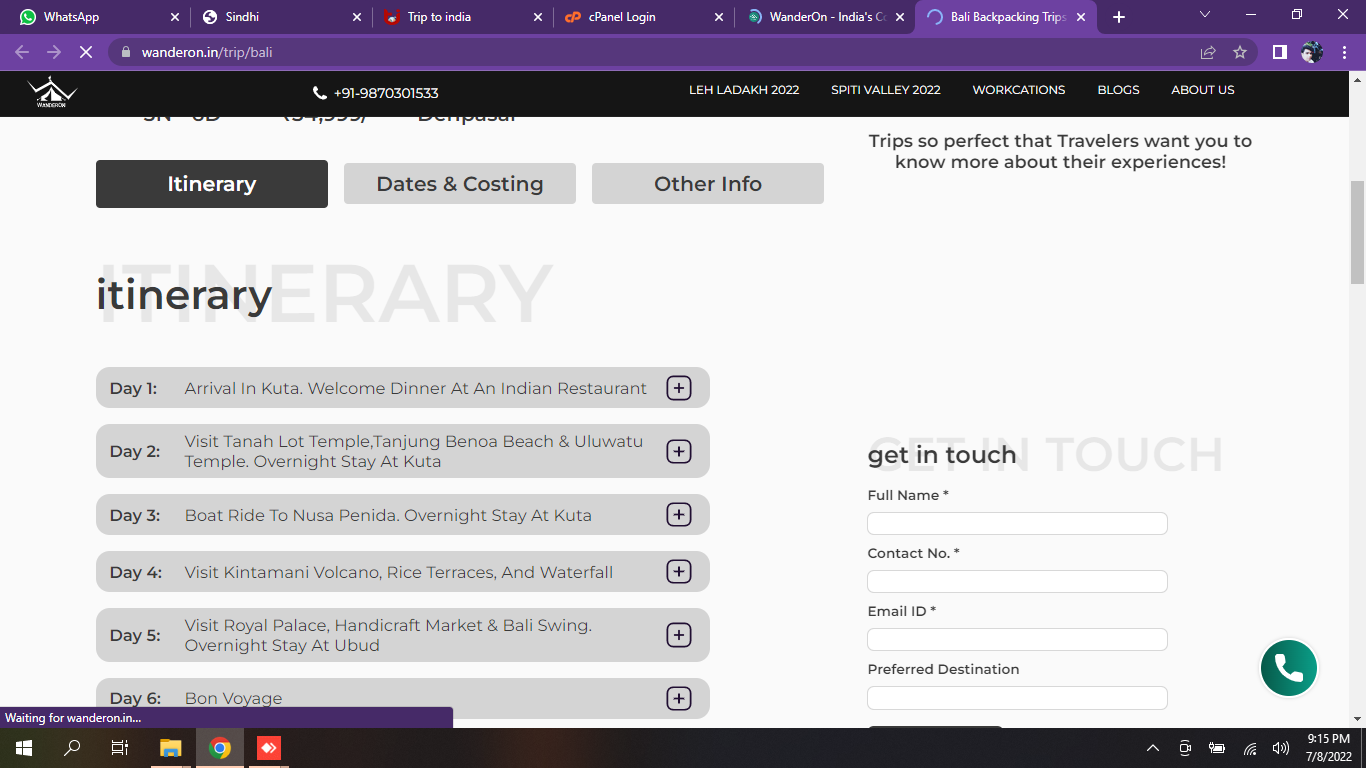 WhatsApp
Sindhi
Trip to india
cPanel Login
WanderOn - India's Co
Bali Backpacking Trips
wanderon.in/trip/bali
WANDERON
+91-9870301533
LEH LADAKH 2022
SPITI VALLEY 2022
WORKCATIONS
BLOGS
ABOUT US
5N - 6D
₹34,999/
Denpasar
Trips so perfect that Travelers want you to
know more about their experiences!
Itinerary
Dates & Costing
Other Info
ITINERARY
itinerary
Day 1: Arrival In Kuta. Welcome Dinner At An Indian Restaurant
Day 2: Visit Tanah Lot Temple,Tanjung Benoa Beach & Uluwatu
Temple. Overnight Stay At Kuta
Day 3: Boat Ride To Nusa Penida. Overnight Stay At Kuta
Day 4: Visit Kintamani Volcano, Rice Terraces, And Waterfall
Day 5: Visit Royal Palace, Handicraft Market & Bali Swing.
Overnight Stay At Ubud
Day 6: Bon Voyage
GET IN TOUCH
get in touch
Full Name *
Contact No. *
Email ID *
Preferred Destination
Waiting for wanderon.in...
9:15 PM
7/8/2022